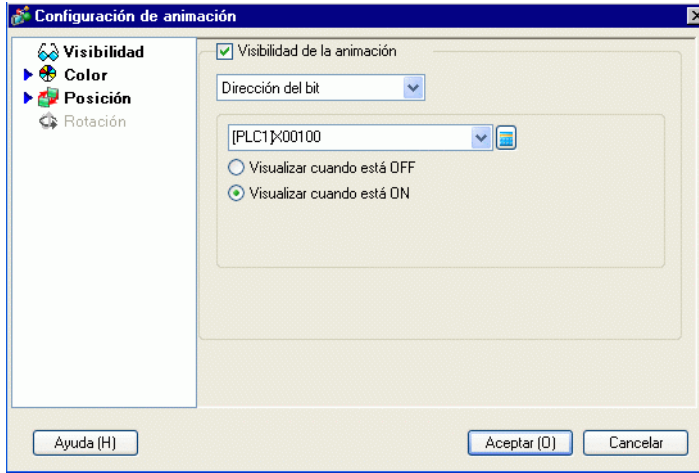 Configuración de animación
Visibilidad
Color
Posición
Rotación
Visibilidad de la animación
Dirección del bit
[PLC1]X00100
Visualizar cuando está OFF
Visualizar cuando está ON
Ayuda (H)
Aceptar (O)
Cancelar